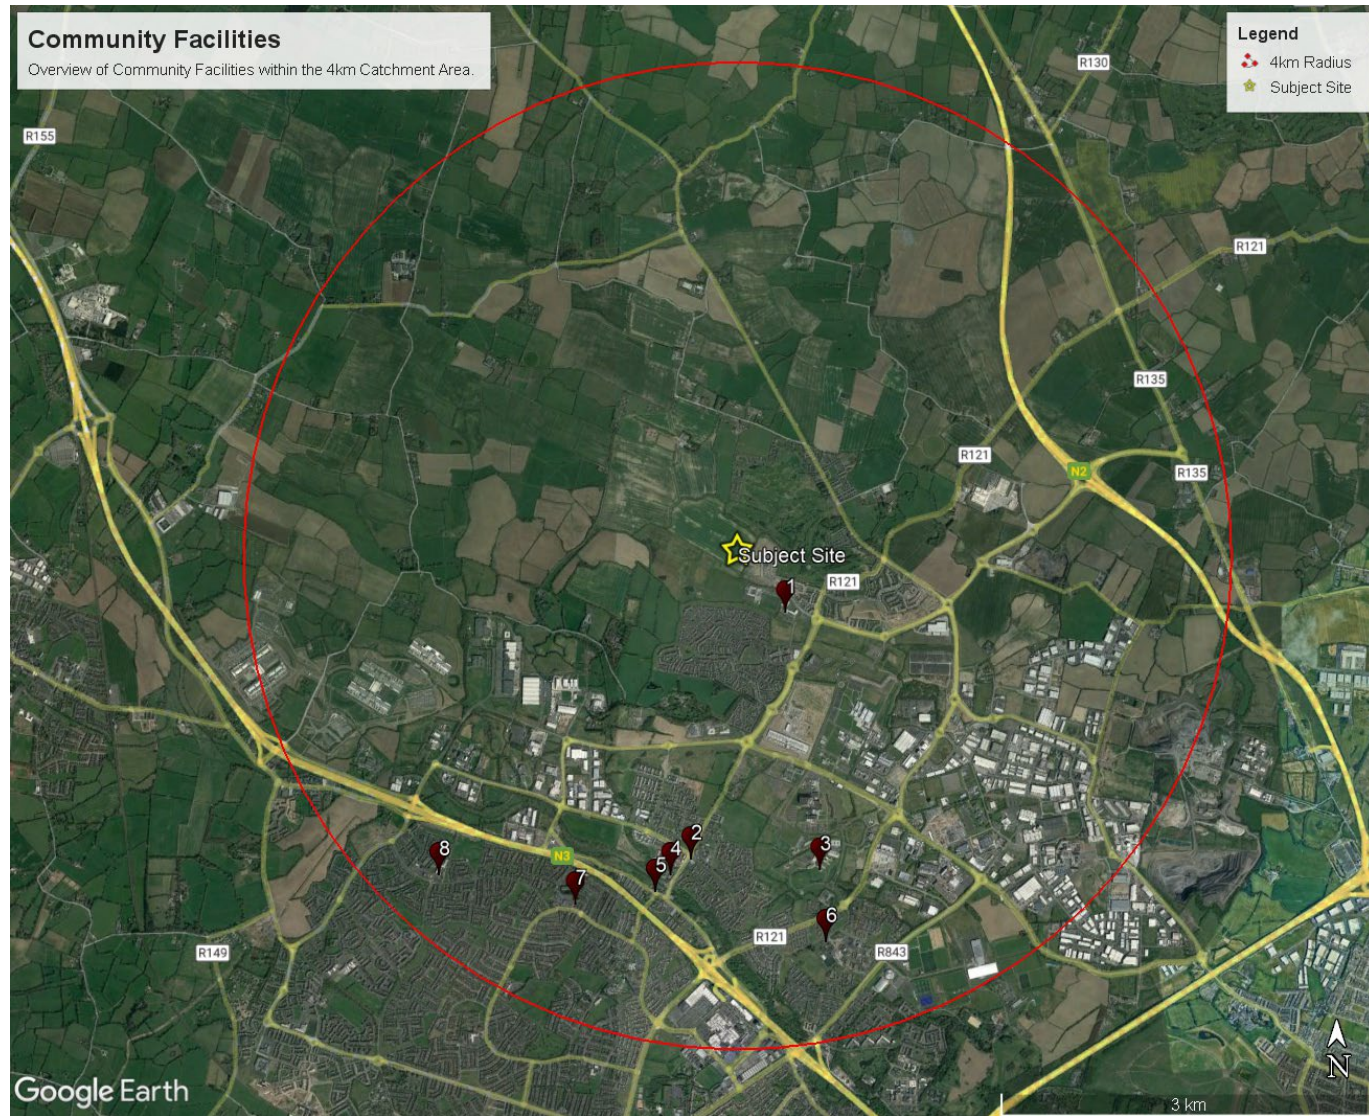 Community Facilities
Overview of Community Facilities within the 4km Catchment Area.
Legend
4km Radius
Subject Site
R130
R155
R121
R135
R121
N2
R135
Subject Site
R121
1
2
3
4
5
N3
8
7
6
R121
R149
R843
N
Google Earth
3 km